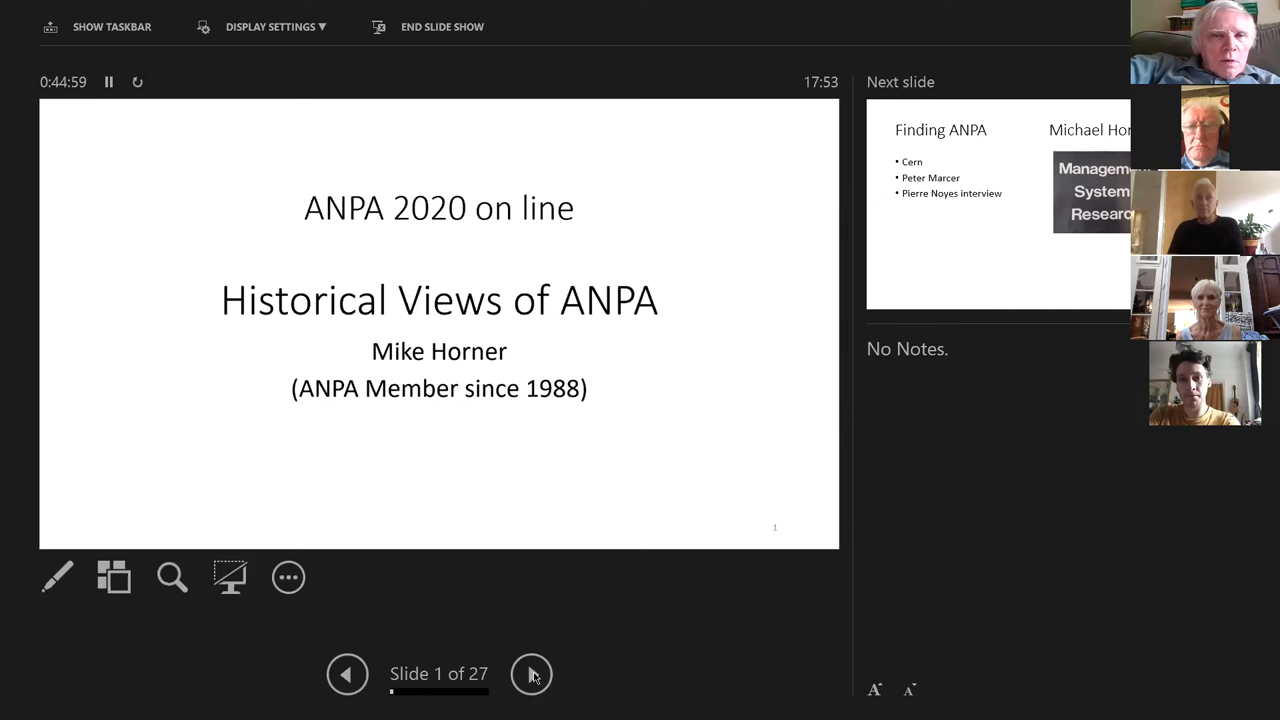 SHOW TASKBAR
DISPLAY SETTINGS ▼
END SLIDE SHOW
0:44:59
17:53
ANPA 2020 on line
Historical Views of ANPA
Mike Horner
(ANPA Member since 1988)
1
Slide 1 of 27
Next slide
Finding ANPA
• Cern
• Peter Marcer
• Pierre Noyes interview
Michael Hor
Managem
System
Researc
No Notes.
A
A